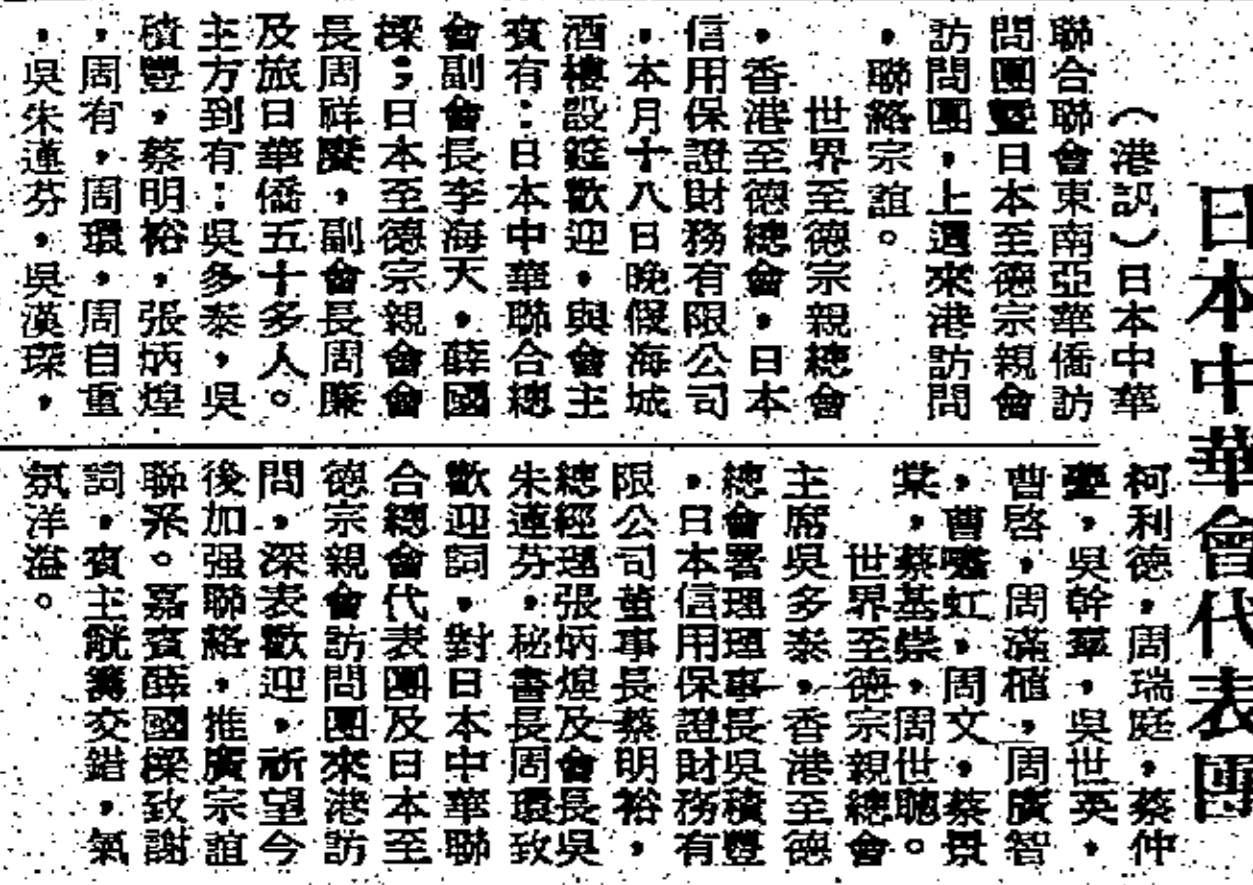 日本中華會代表團
（港訊）日本中華
聯合聯會東南亞華僑訪
問團暨日本至德宗親會
訪問團，上週來港訪問
，聯絡宗誼。
世界至德宗親總會
，香港至德總會，日本
信用保證財務有限公司
，本月十八日晚假海城
酒樓設筵歡迎，與會主
賓有：日本中華聯合總
會副會長李海天，薛國
樑；日本至德宗親會會
長周祥賡，副會長周廉
及旅日華僑五十多人。
主方到有：吳多泰，吳
積豐，蔡明裕，張炳煌
，周有，周環，周自重
，吳朱蓮芬，吳漢琛，
柯利德，周瑞庭，蔡仲
，吳幹，吳世英，
曹啓，周滿植，周廣智
，曹虹，周文，蔡景
棠，蔡基崇，周世聰。
世界至德宗親總會
主席吳多泰，香港至德
總會署理理事長吳積豐
，日本信用保證財務有
限公司董事長蔡明裕，
總經理張炳煌及會長吳
朱蓮芬，秘書長周環致
歡迎詞，對日本中華聯
合總會代表團及日本至
德宗親會訪問團來港訪
問，深表歡迎，祈望今
後加强聯絡，推廣宗誼
聯系。嘉賓薛國樑致謝
詞，賓主觥籌交錯，氣
氛洋溢。